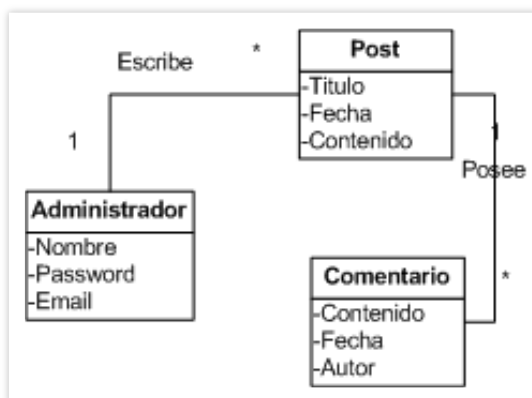 Escribe
*
Post
-Titulo
-Fecha
-Contenido
1
1
Posee
Administrador
-Nombre
-Password
-Email
Comentario
-Contenido
-Fecha
-Autor
*